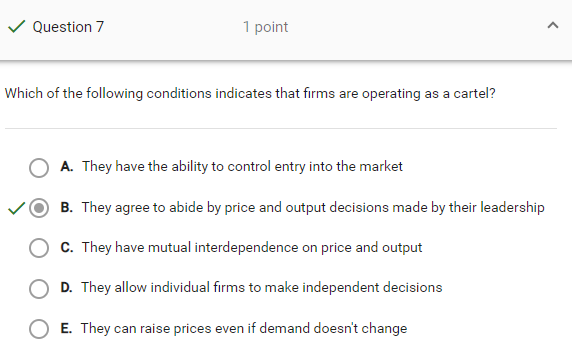 Question 7 1 point
Which of the following conditions indicates that firms are operating as a cartel?
A. They have the ability to control entry into the market
B. They agree to abide by price and output decisions made by their leadership
C. They have mutual interdependence on price and output
D. They allow individual firms to make independent decisions
E. They can raise prices even if demand doesn't change